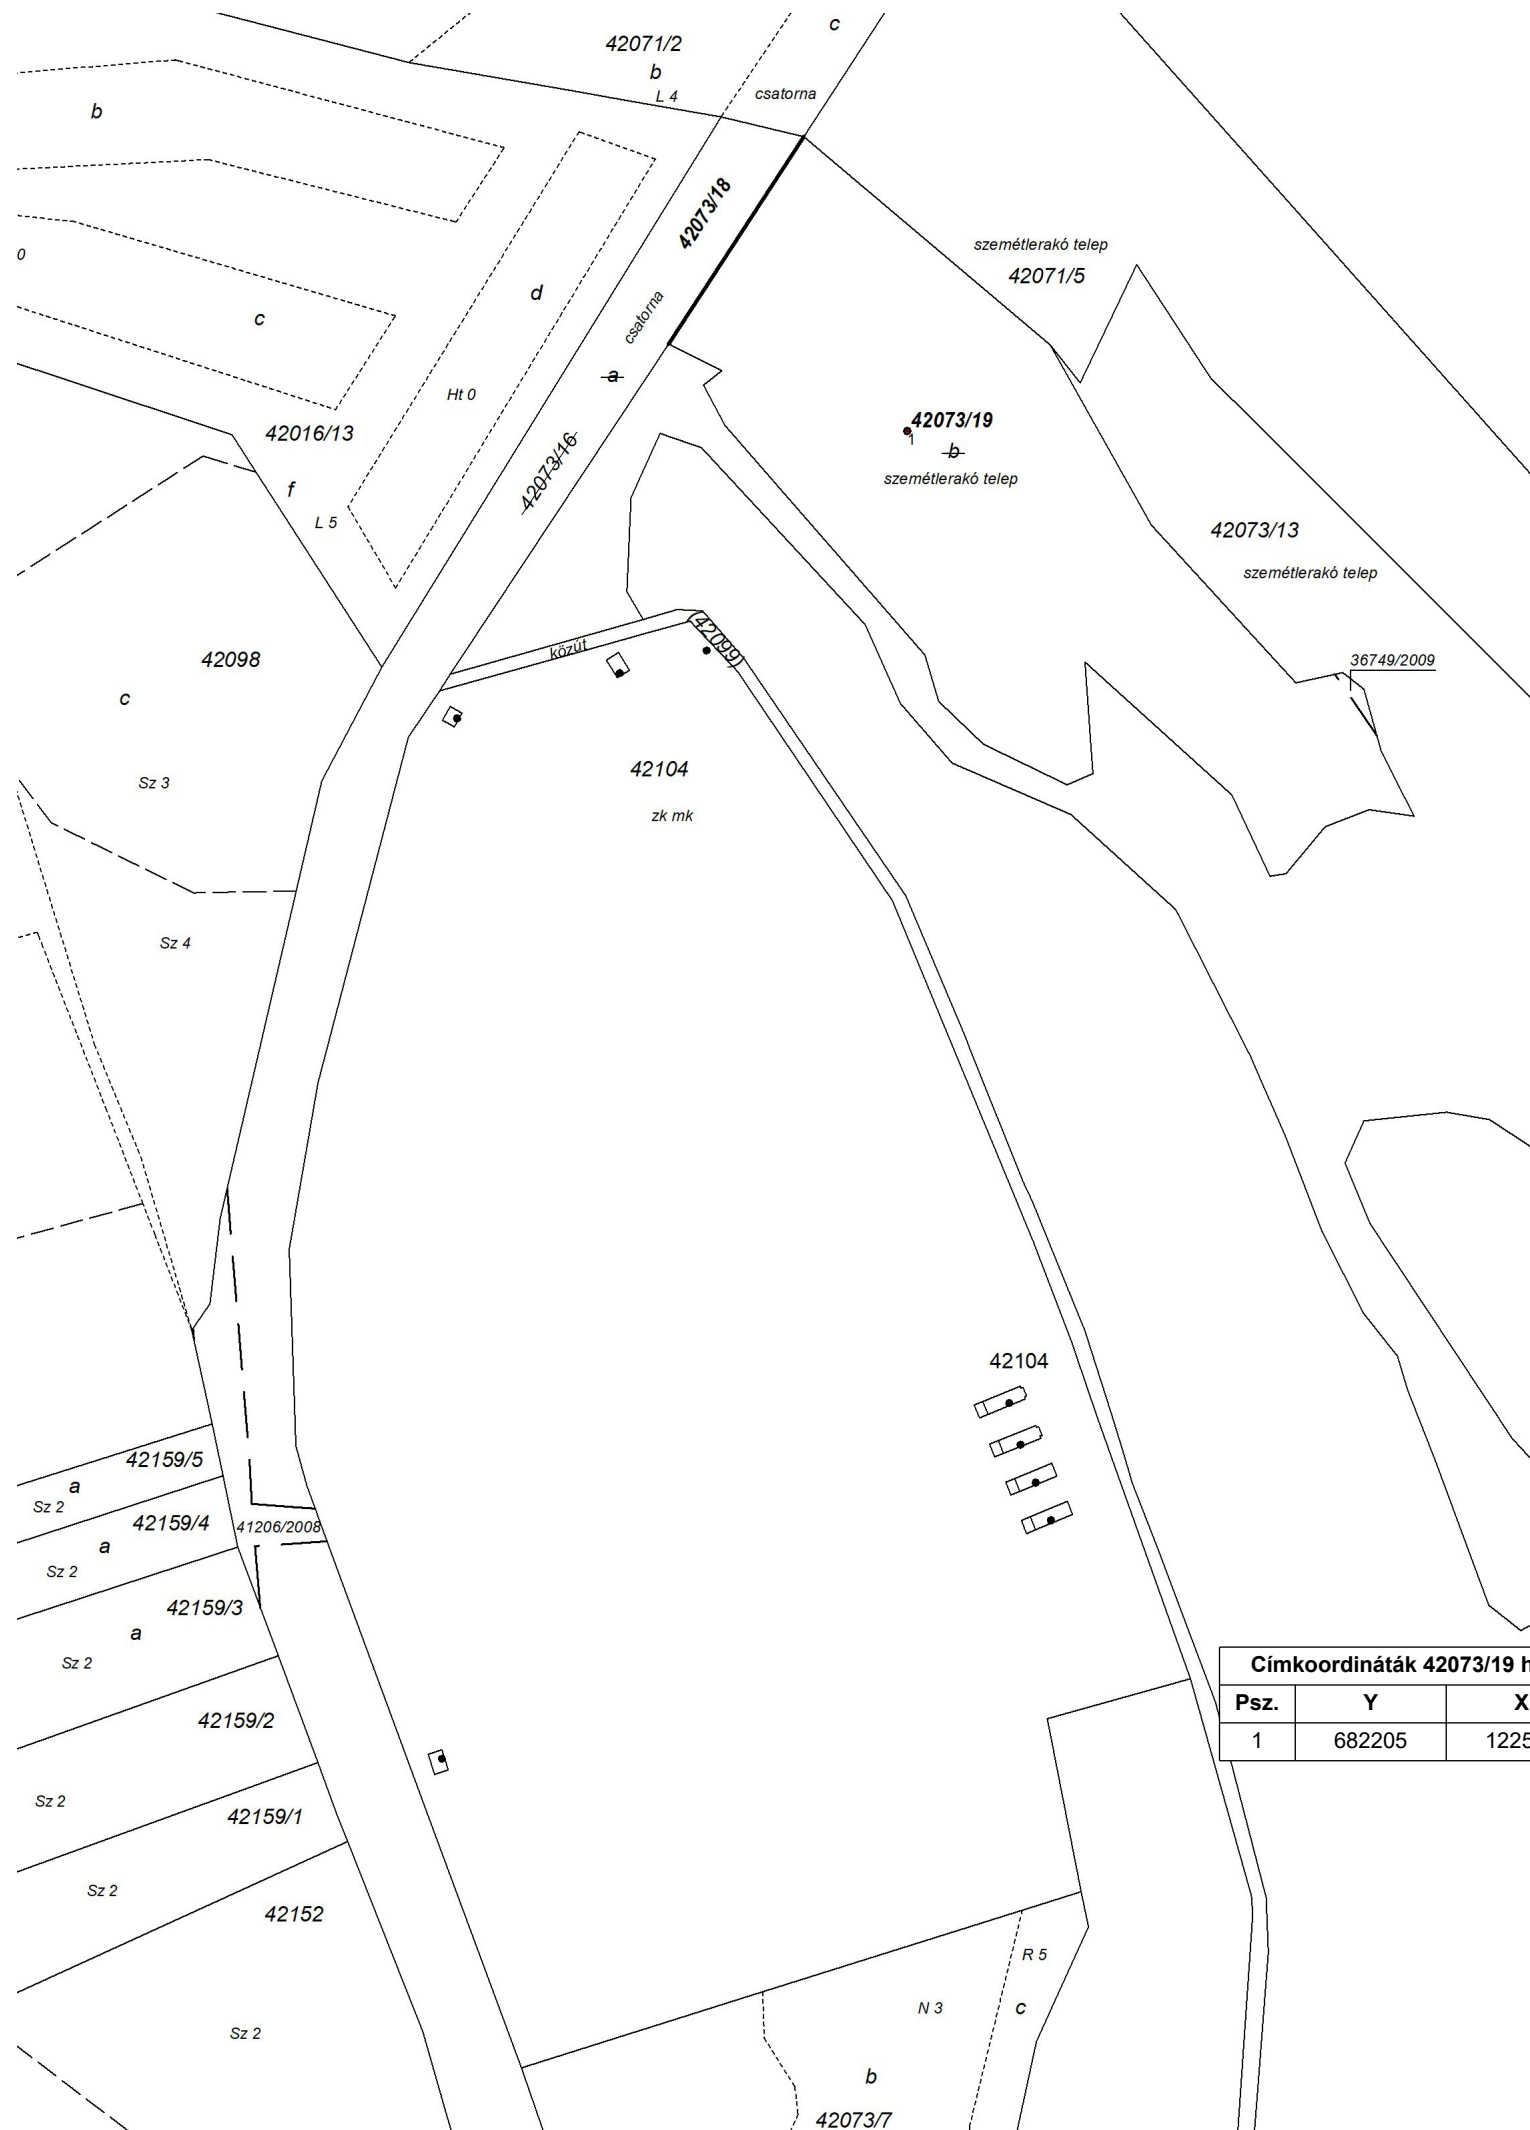 c
42071/2
b
L 4
csatorna
b
42073/18
szemétlerakó telep
42071/5
0
d
c
csatorna
a
Ht 0
42073/19
1
b
szemétlerakó telep
42016/13
42073/16
f
L 5
42073/13
szemétlerakó telep
(42099)
közút
42098
36749/2009
c
42104
Sz 3
zk mk
Sz 4
42104
42159/5
a
Sz 2
42159/4
41206/2008
a
Sz 2
42159/3
a
Sz 2
Címkoordináták 42073/19 h
Psz. Y X
1 682205 1225
42159/2
Sz 2
42159/1
Sz 2
42152
R 5
N 3
c
Sz 2
b
42073/7